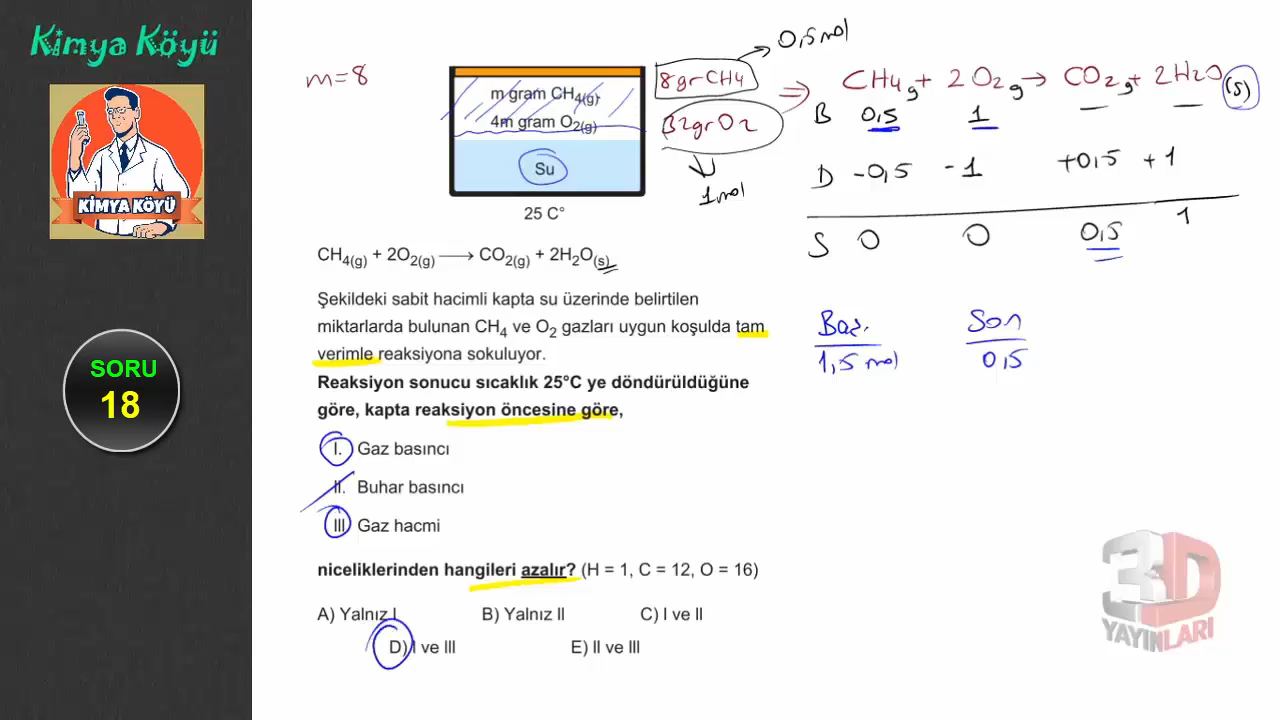 Kimya Köyü
KİMYA KÖYÜ
SORU
18
m=8
m gram CH4(g)
4m gram O2(g)
Su
25 C°
8gr CH4
0,5 mol
32gr O2
1 mol
⇒ CH4 g + 2O2 g → CO2 g + 2H2O (s)
B 0,5 1 — —
D -0,5 -1 +0,5 +1
S 0 0 0,5 1
Baş. Son
1,5 mol 0,5
CH4(g) + 2O2(g) ⟶ CO2(g) + 2H2O(s)
Şekildeki sabit hacimli kapta su üzerinde belirtilen
miktarlarda bulunan CH4 ve O2 gazları uygun koşulda tam
verimle reaksiyona sokuluyor.
Reaksiyon sonucu sıcaklık 25°C ye döndürüldüğüne
göre, kapta reaksiyon öncesine göre,
I. Gaz basıncı
II. Buhar basıncı
III Gaz hacmi
niceliklerinden hangileri azalır? (H = 1, C = 12, O = 16)
A) Yalnız I B) Yalnız II C) I ve II
D) I ve III E) II ve III
3D
YAYINLARI